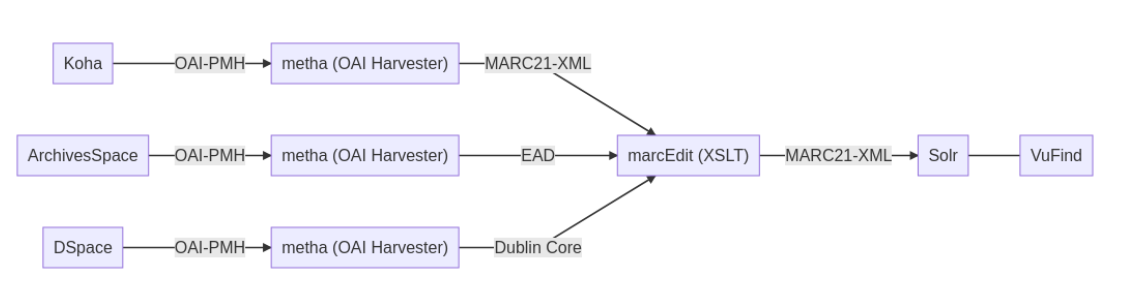 Koha OAI-PMH metha (OAI Harvester) MARC21-XML
ArchivesSpace OAI-PMH metha (OAI Harvester) EAD marcEdit (XSLT) MARC21-XML Solr VuFind
DSpace OAI-PMH metha (OAI Harvester) Dublin Core